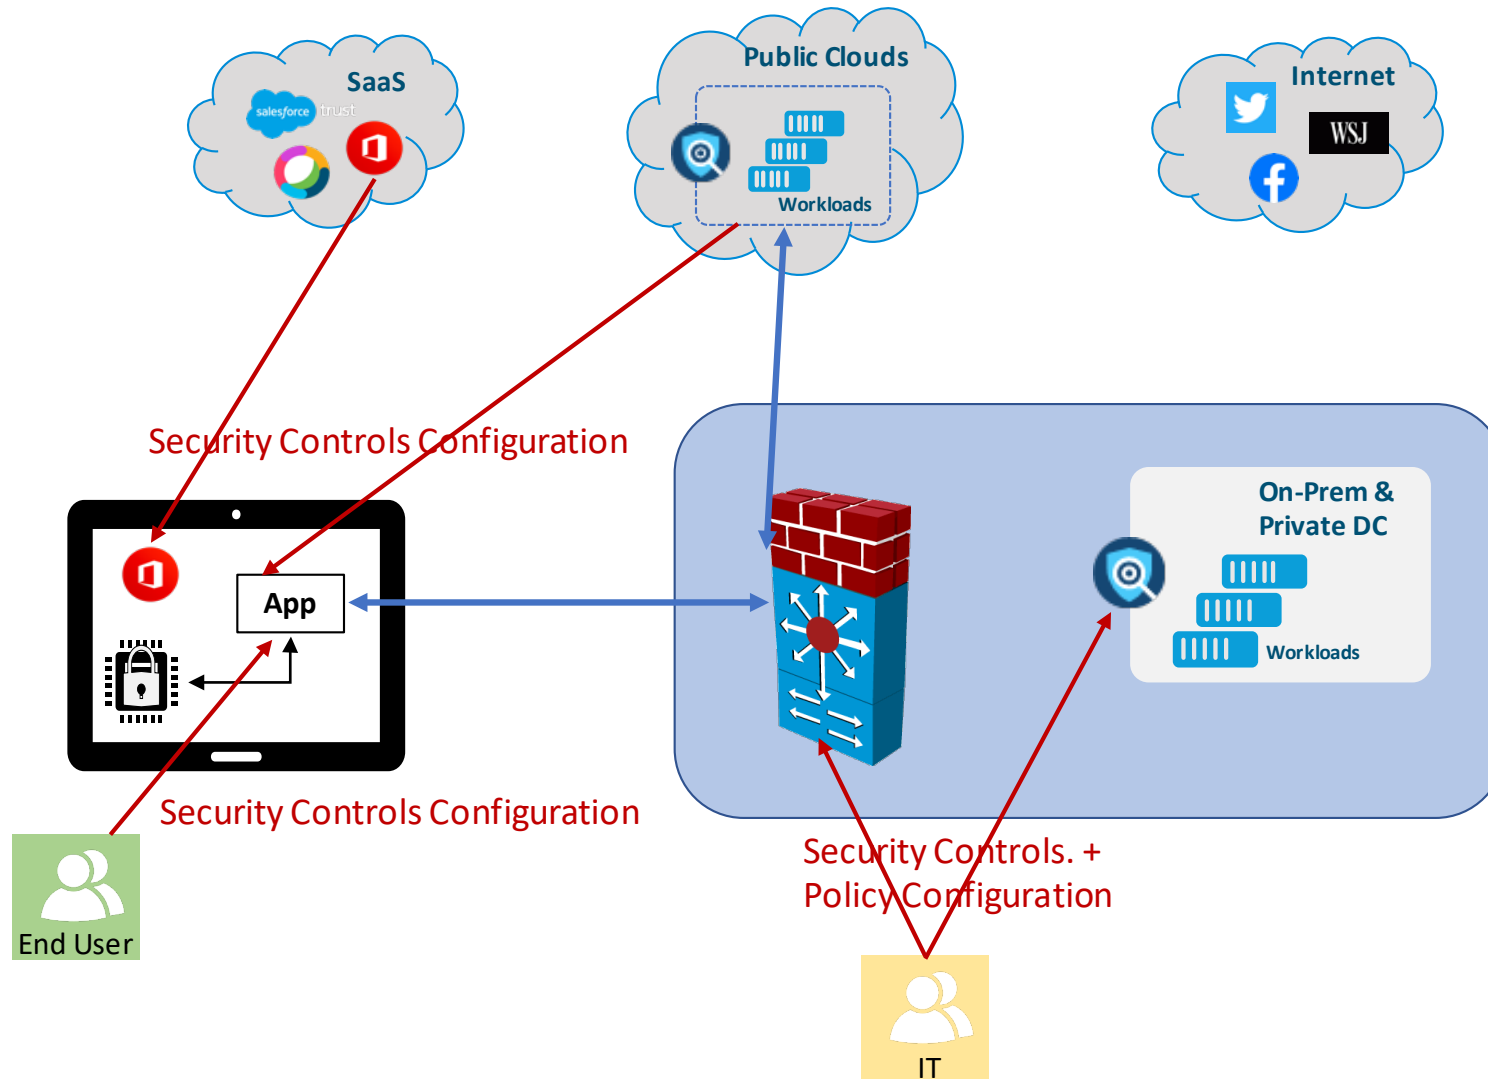 SaaS
salesforce trust
Public Clouds
Workloads
Internet
WSJ
Security Controls Configuration
On-Prem &
Private DC
App
Workloads
Security Controls Configuration
Security Controls. +
Policy Configuration
End User
IT